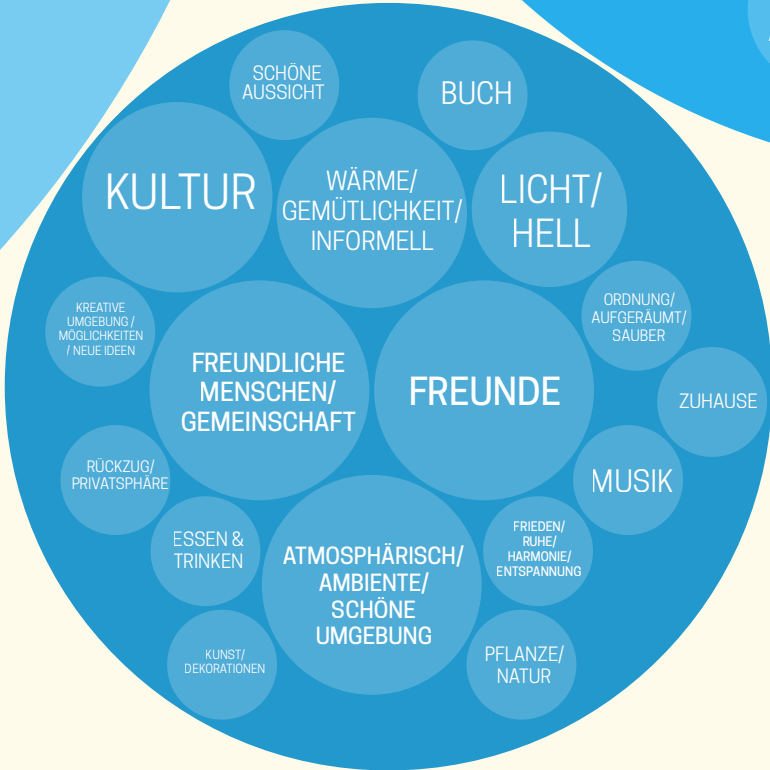 SCHÖNE
AUSSICHT
BUCH
KULTUR
WÄRME/
GEMÜTLICHKEIT/
INFORMELL
LICHT/
HELL
KREATIVE
UMGEBUNG /
MÖGLICHKEITEN
/ NEUE IDEEN
ORDNUNG/
AUFGERÄUMT/
SAUBER
FREUNDLICHE
MENSCHEN/
GEMEINSCHAFT
FREUNDE
ZUHAUSE
RÜCKZUG/
PRIVATSPHÄRE
MUSIK
ESSEN &
TRINKEN
ATMOSPHÄRISCH/
AMBIENTE/
SCHÖNE
UMGEBUNG
FRIEDEN/
RUHE/
HARMONIE/
ENTSPANNUNG
KUNST/
DEKORATIONEN
PFLANZE/
NATUR